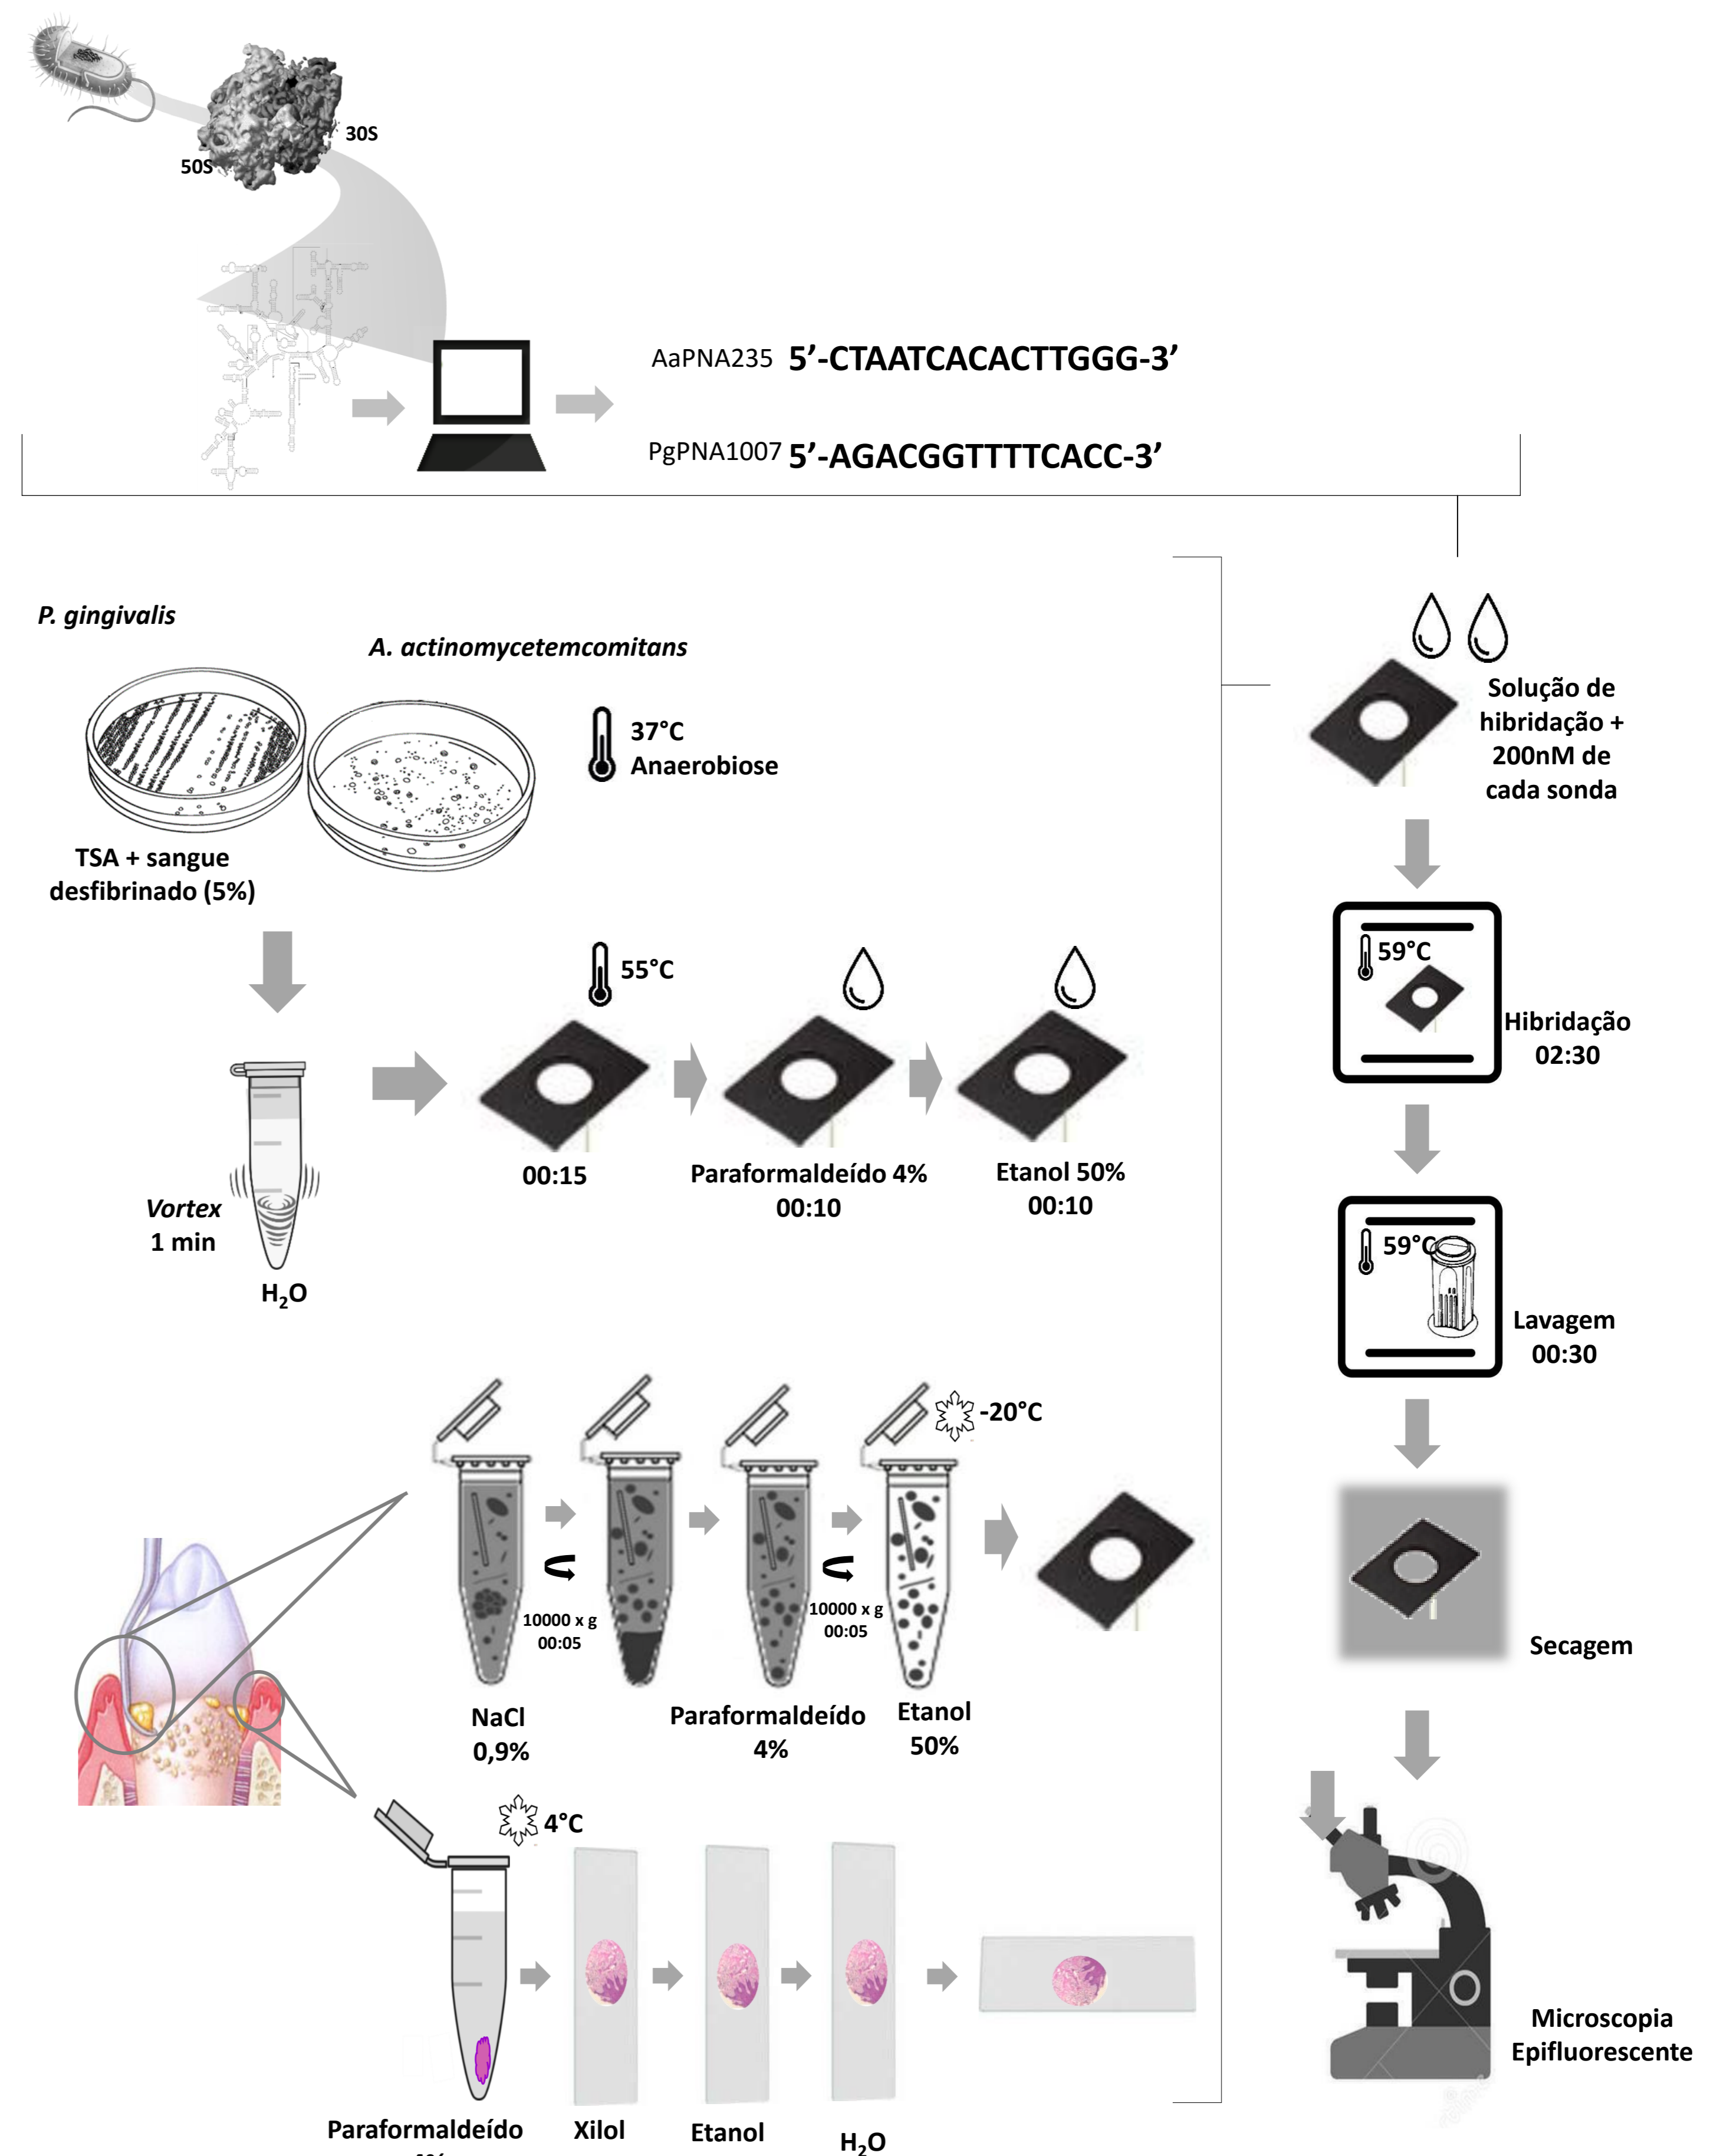 30S
50S
AaPNA235 5’-CTAATCACACTTGGG-3’
PgPNA1007 5’-AGACGGTTTTCACC-3’
P. gingivalis
A. actinomycetemcomitans
37°C
Anaerobiose
TSA + sangue
desfibrinado (5%)
Vortex
1 min
H₂O
55°C
00:15
Paraformaldeído 4%
00:10
Etanol 50%
00:10
-20°C
10000 x g
00:05
10000 x g
00:05
NaCl
0,9%
Paraformaldeído
4%
Etanol
50%
4°C
Paraformaldeído
Xilol
Etanol
H₂O
Solução de
hibridação +
200nM de
cada sonda
59°C
Hibridação
02:30
59°C
Lavagem
00:30
Secagem
Microscopia
Epifluorescente